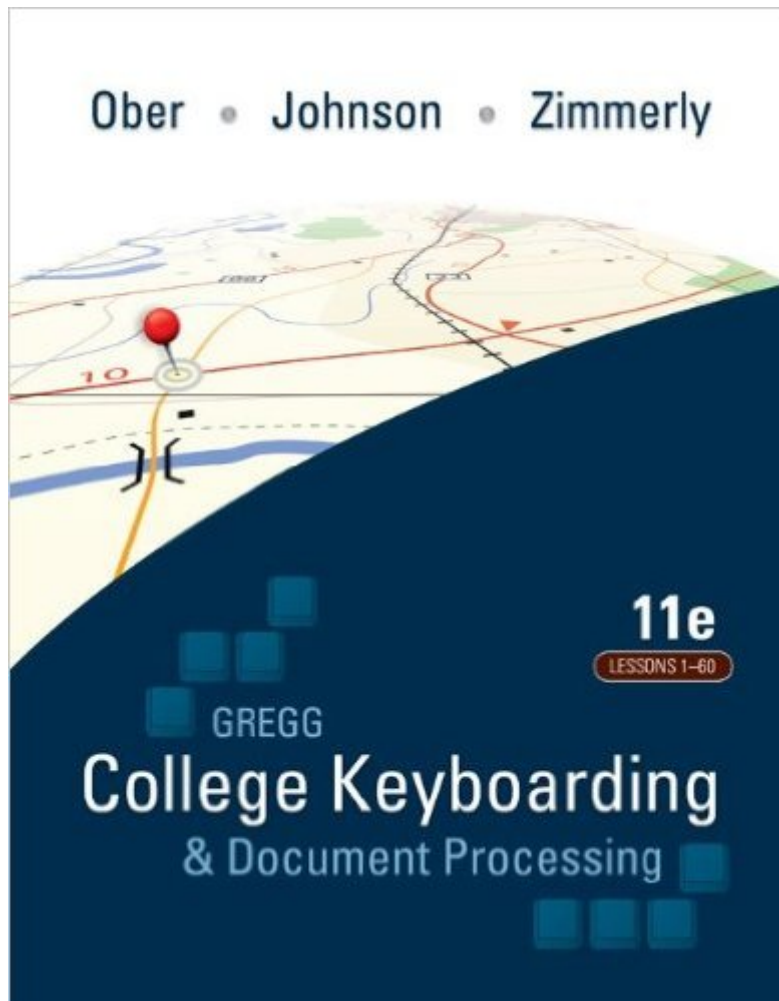 Ober • Johnson • Zimmerly
10
11e
LESSONS 1–60
GREGG
College Keyboarding
& Document Processing